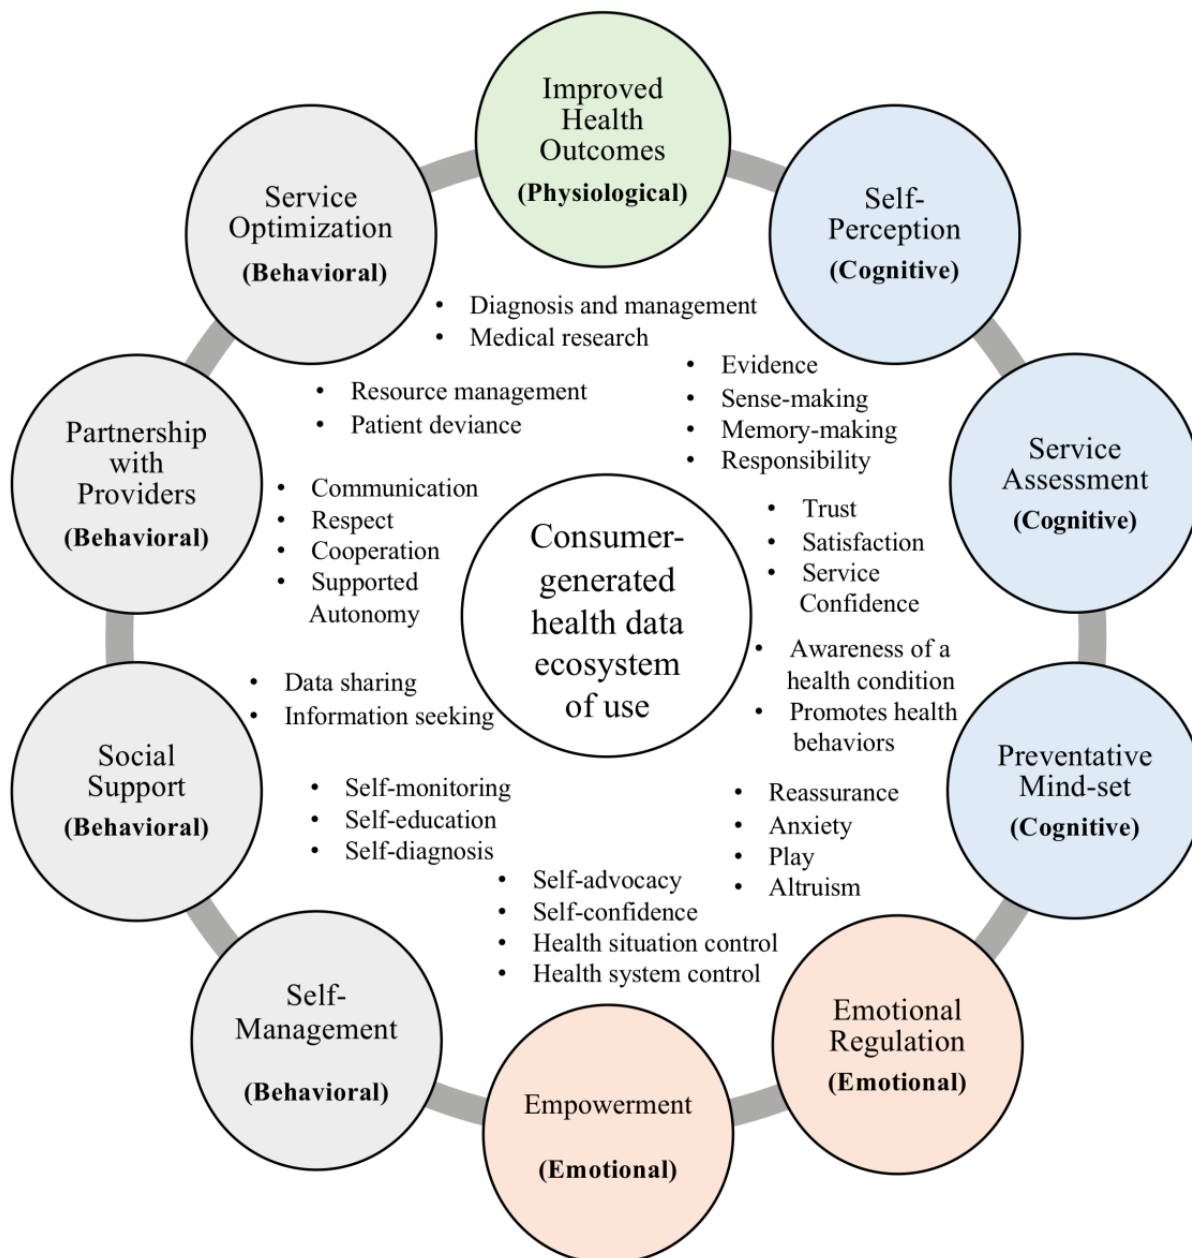 Improved
Health
Outcomes
(Physiological)
Self-
Perception
(Cognitive)
Service
Assessment
(Cognitive)
Preventative
Mind-set
(Cognitive)
Emotional
Regulation
(Emotional)
Empowerment
(Emotional)
Self-
Management
(Behavioral)
Social
Support
(Behavioral)
Partnership
with
Providers
(Behavioral)
Service
Optimization
(Behavioral)
• Diagnosis and management
• Medical research
• Evidence
• Sense-making
• Memory-making
• Responsibility
• Trust
• Satisfaction
• Service
Confidence
• Awareness of a
health condition
• Promotes health
behaviors
• Reassurance
• Anxiety
• Play
• Altruism
• Self-advocacy
• Self-confidence
• Health situation control
• Health system control
• Self-monitoring
• Self-education
• Self-diagnosis
• Data sharing
• Information seeking
• Communication
• Respect
• Cooperation
• Supported
Autonomy
• Resource management
• Patient deviance
Consumer-
generated
health data
ecosystem
of use